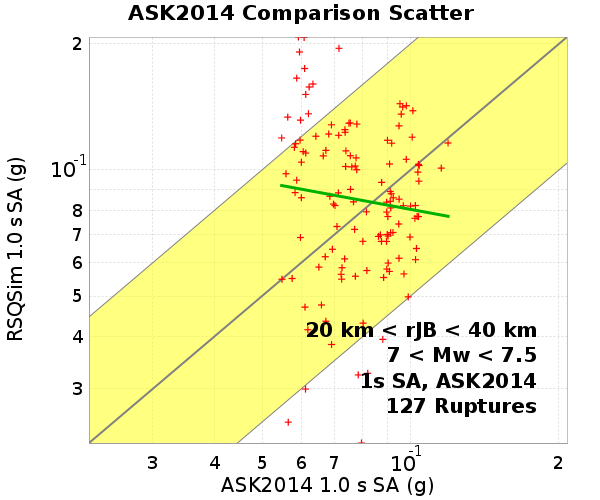 ASK2014 Comparison Scatter
RSQSim 1.0 s SA (g)
2
10-1
8
7
6
5
4
3
20 km < rJB < 40 km
7 < Mw < 7.5
1s SA, ASK2014
127 Ruptures
3 4 5 6 7 10-1 2
ASK2014 1.0 s SA (g)